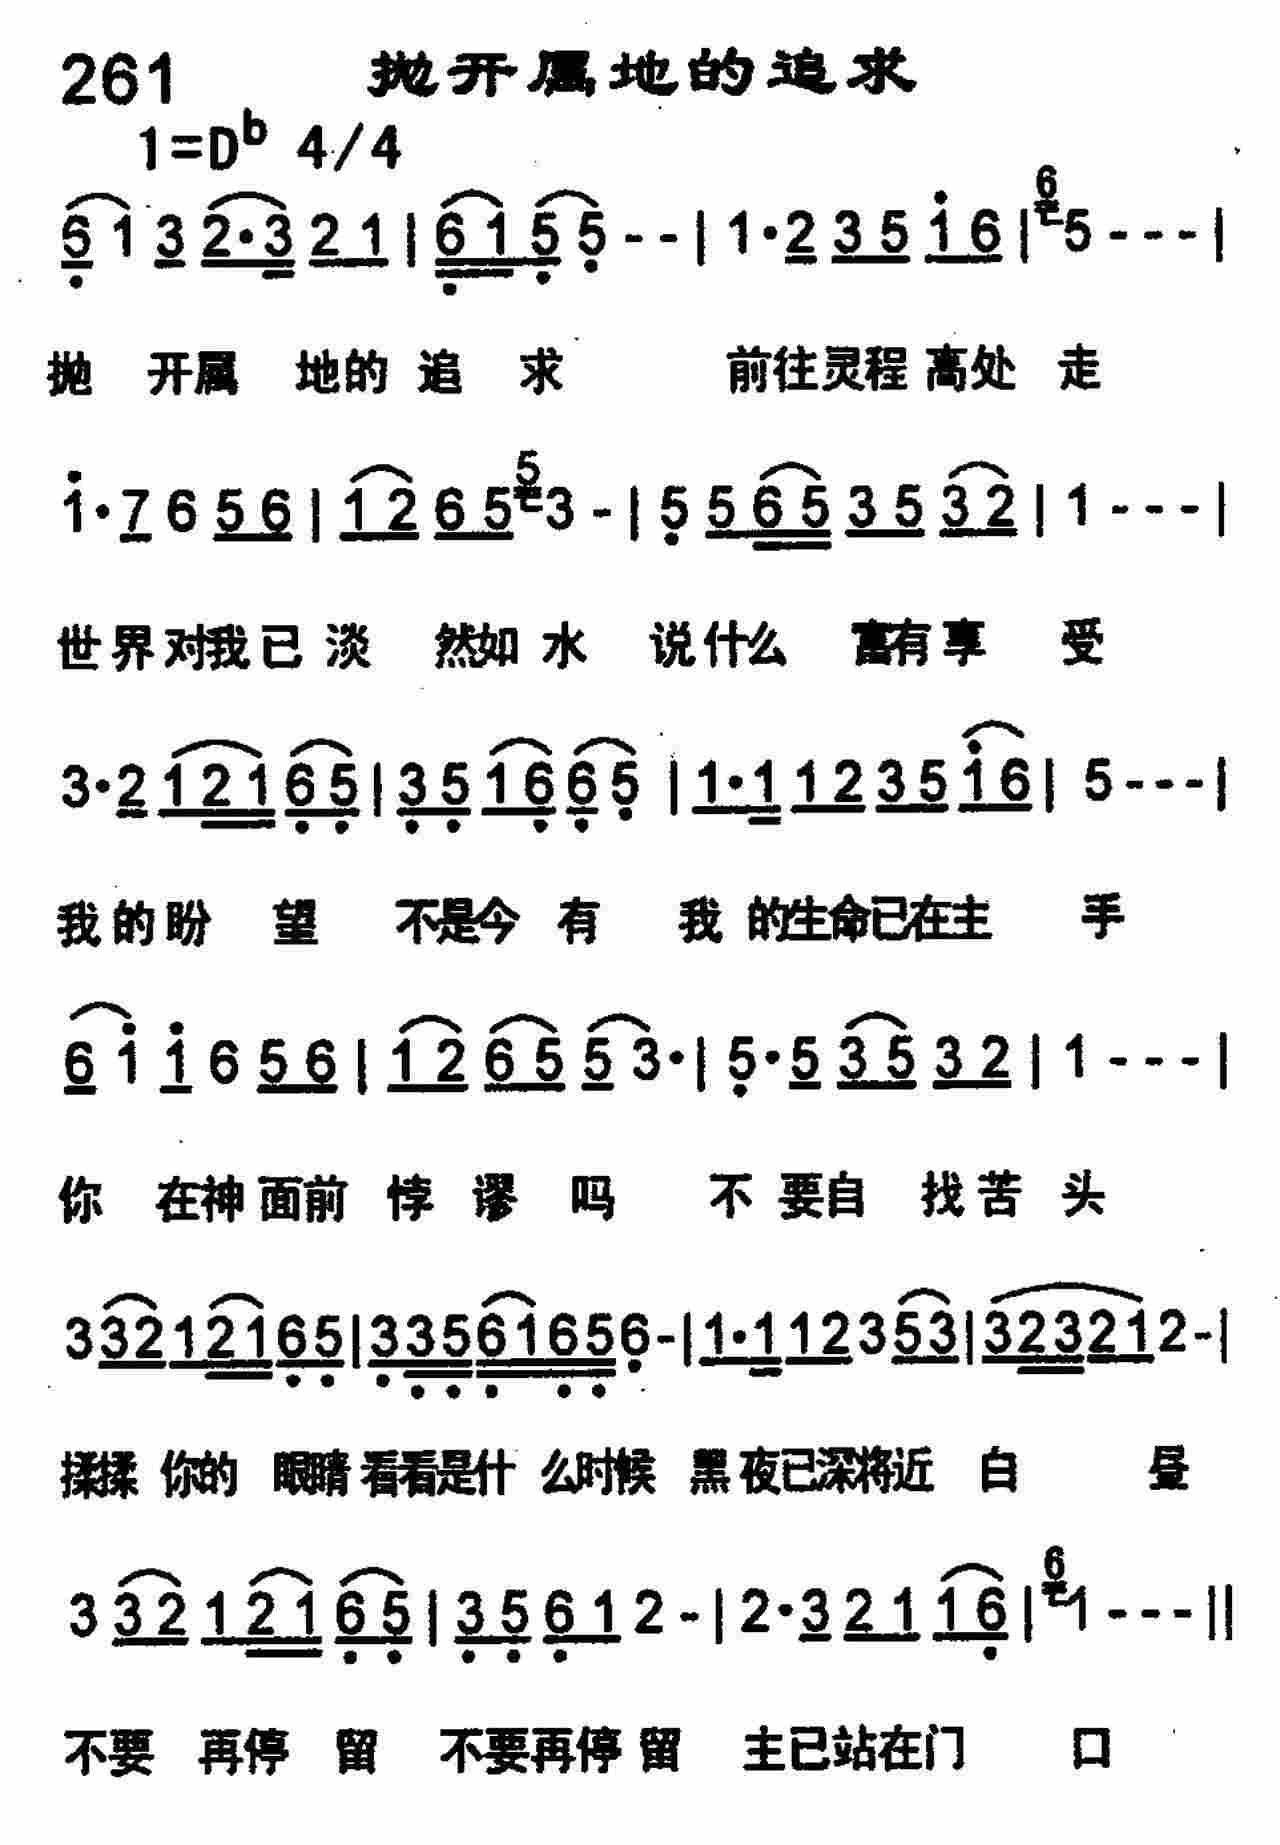 261 抛开属地的追求
1=Dᵇ 4/4
6 1 3 2·3 2 1 | 6 1 5 5 - - | 1·2 3 5 1 6 | 6 5 - - - |
抛 开属 地的 追 求 前往灵程 高处 走
1·7 6 5 6 | 1 2 6 5 5 3 - | 5 5 6 5 3 5 3 2 | 1 - - - |
世界对我已 淡 然如 水 说什么 富有享 受
3·2 1 2 1 6 5 | 3 5 1 6 6 5 | 1·1 1 2 3 5 1 6 | 5 - - - |
我的盼 望 不是今 有 我 的生命已在主 手
6 1 1 6 5 6 | 1 2 6 5 5 3· | 5·5 3 5 3 2 | 1 - - - |
你 在神面前 悖 谬 吗 不 要自 找苦 头
3 3 2 1 2 1 6 5 | 3 3 5 6 1 6 5 6 - | 1·1 1 2 3 5 3 | 3 2 3 2 1 2 - |
揉揉 你的 眼睛 看看是什 么时候 黑 夜已深将近 白 昼
3 3 2 1 2 1 6 5 | 3 5 6 1 2 - | 2·3 2 1 1 6 | 6 1 - - - ||
不要 再停 留 不要再停 留 主已站在门 口